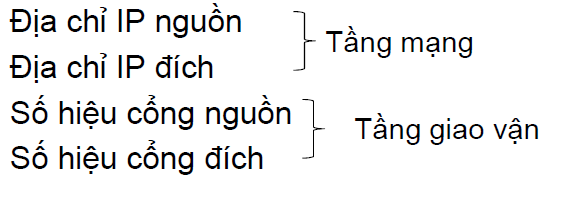 Địa chỉ IP nguồn
Địa chỉ IP đích
Tầng mạng
Số hiệu cổng nguồn
Số hiệu cổng đích
Tầng giao vận